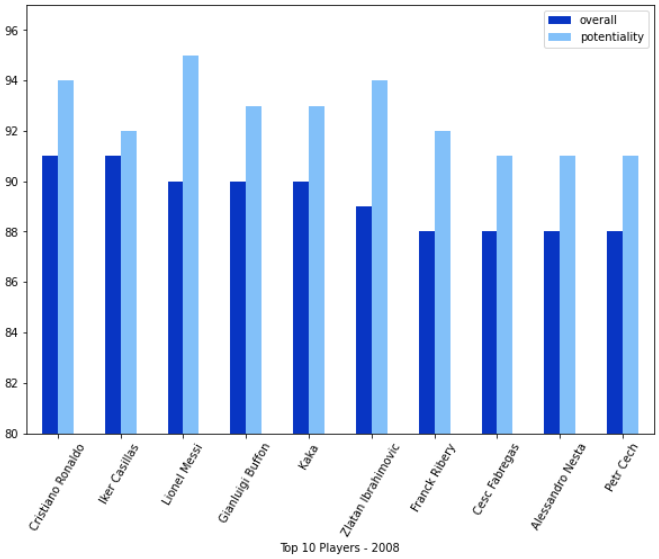 overall
potentiality
96
94
92
90
88
86
84
82
80
Cristiano Ronaldo
Iker Casillas
Lionel Messi
Gianluigi Buffon
Kaka
Zlatan Ibrahimovic
Franck Ribery
Cesc Fabregas
Alessandro Nesta
Petr Cech
Top 10 Players - 2008